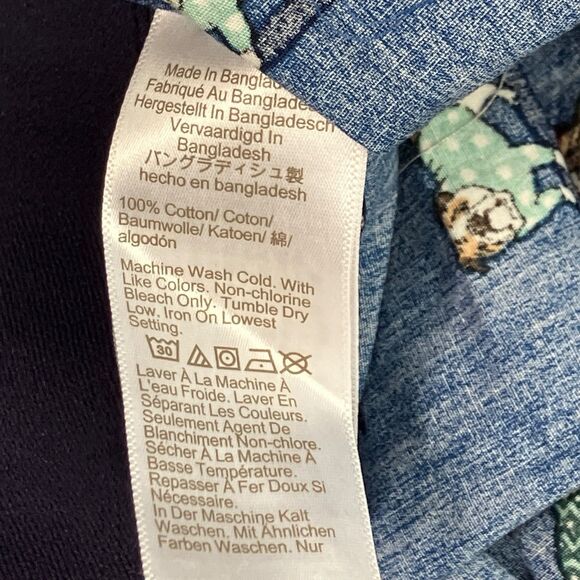 Made In Bangladesh
Fabriqué Au Bangladesh
Hergestellt In Bangladesch
Vervaardigd In
Bangladesh
バングラディシュ製
hecho en bangladesh
100% Cotton/ Coton/
Baumwolle/ Katoen/ 綿/
algodón
Machine Wash Cold. With
Like Colors. Non-chlorine
Bleach Only. Tumble Dry
Low. Iron On Lowest
Setting.
30
Laver À La Machine À
L'eau Froide. Laver En
Séparant Les Couleurs.
Seulement Agent De
Blanchiment Non-chlore.
Sécher À La Machine À
Basse Température.
Repasser À Fer Doux Si
Nécessaire.
In Der Maschine Kalt
Waschen. Mit Ähnlichen
Farben Waschen. Nur